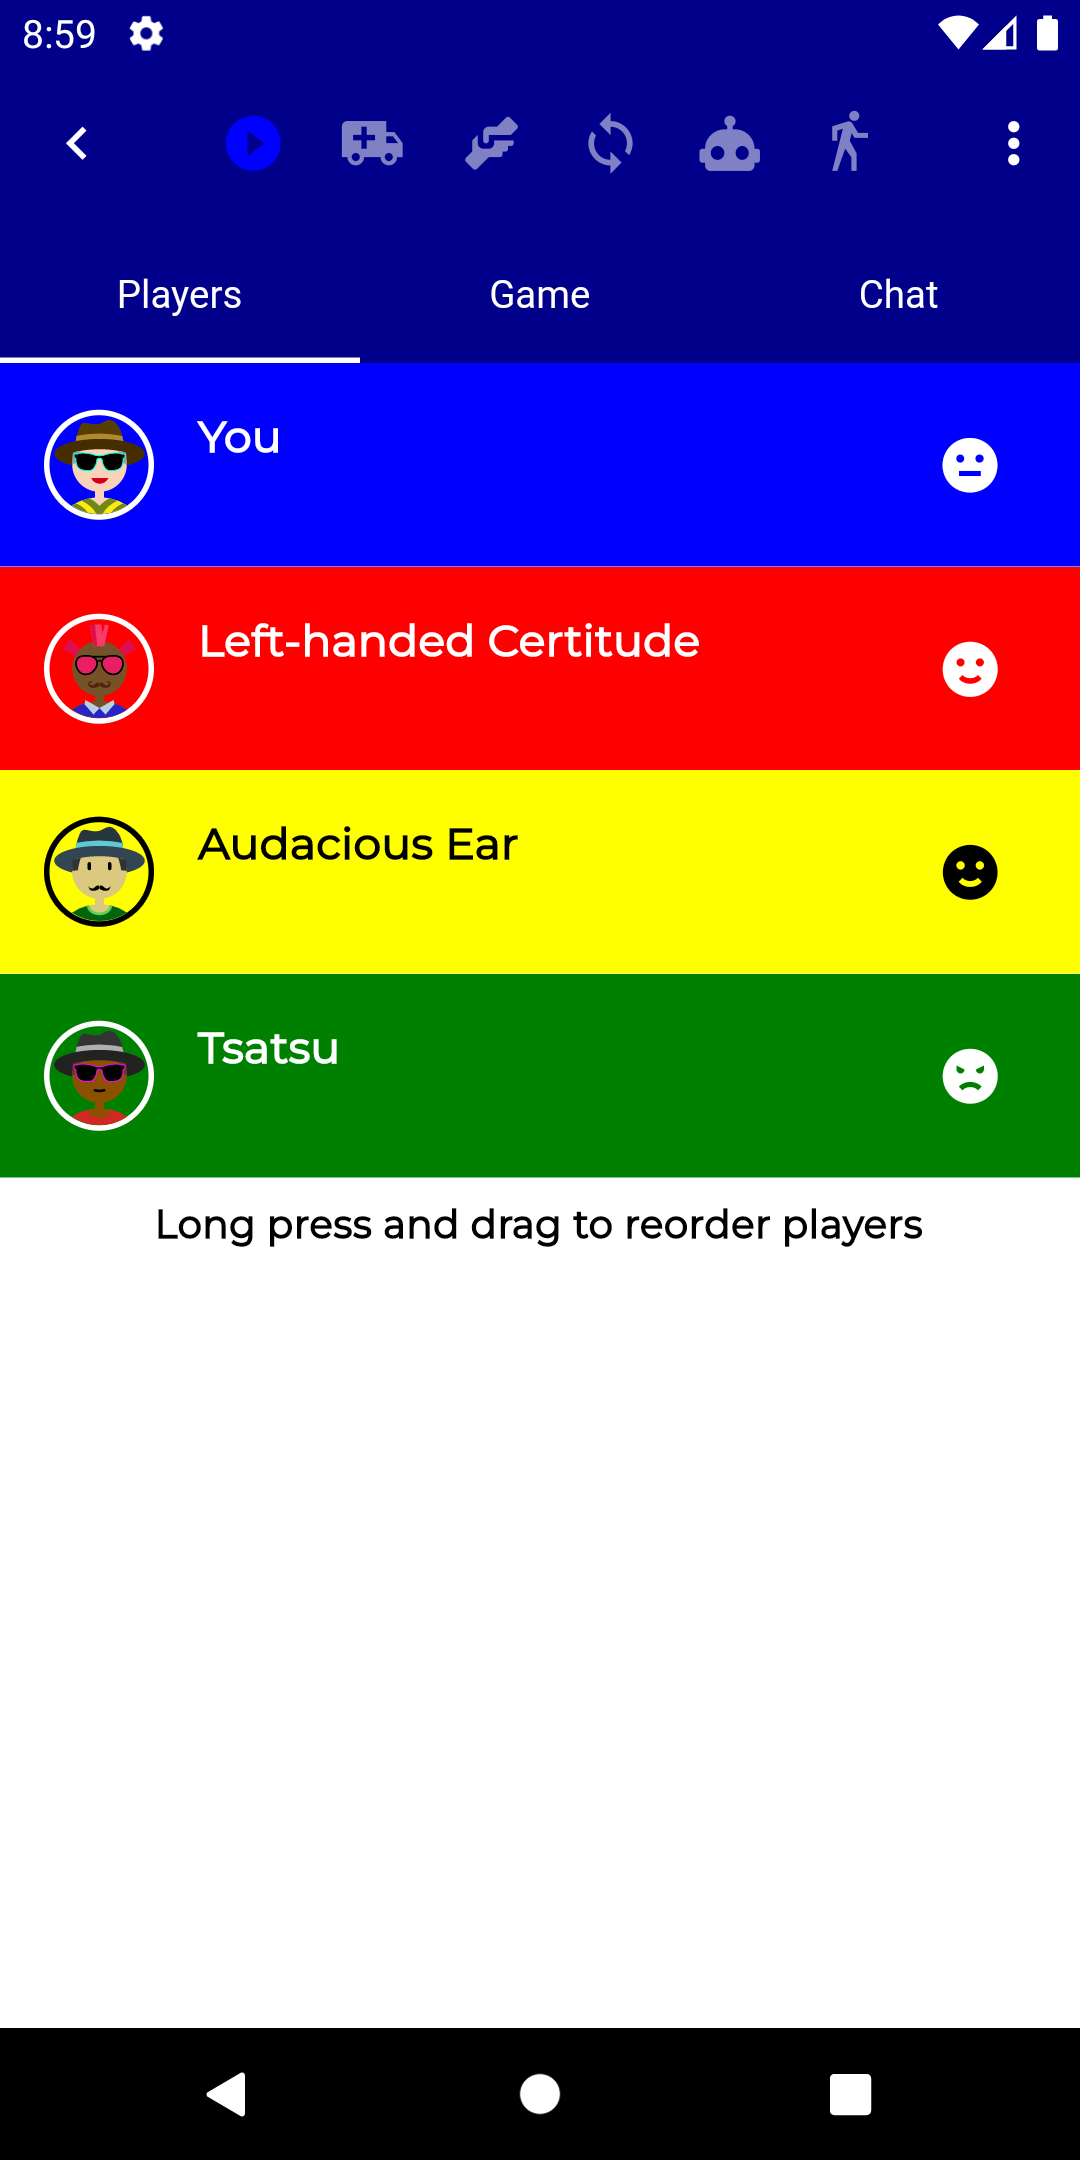 8:59
Players Game Chat
You
Left-handed Certitude
Audacious Ear
Tsatsu
Long press and drag to reorder players